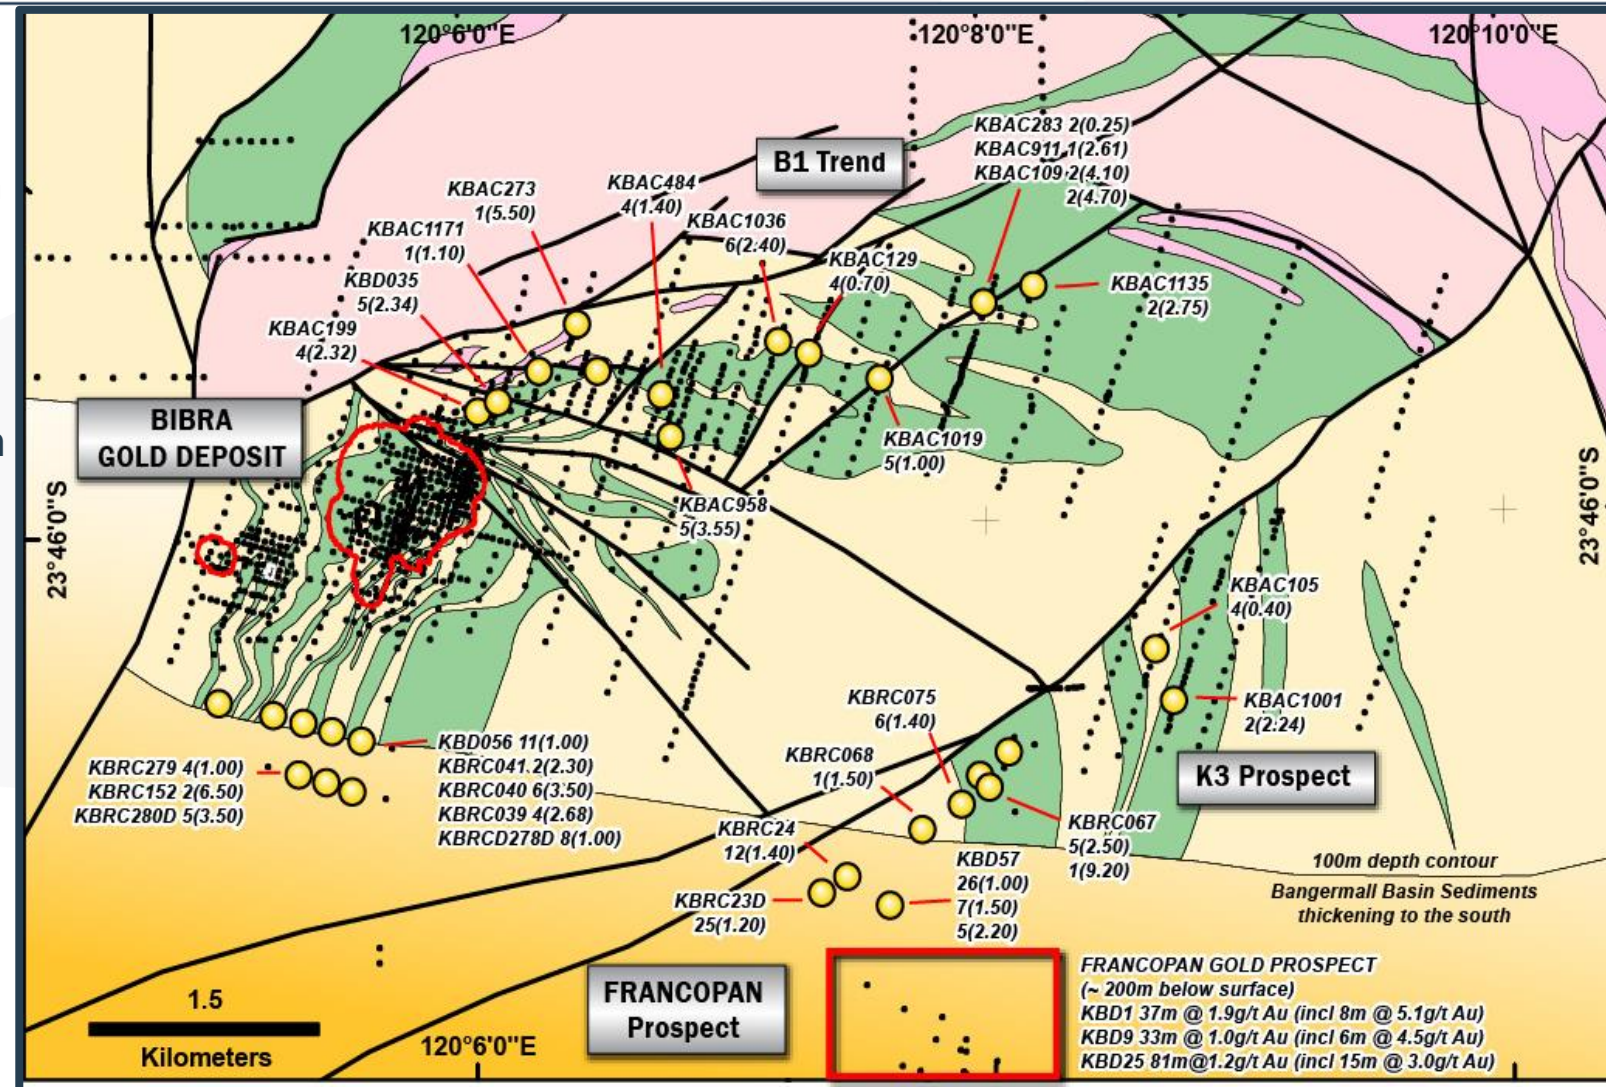 120°6'0"E
120°8'0"E
120°10'0"E
B1 Trend
KBAC283 2(0.25)
KBAC911 1(2.61)
KBAC109 2(4.10)
2(4.70)
KBAC273
1(5.50)
KBAC484
4(1.40)
KBAC1036
6(2.40)
KBAC1171
1(1.10)
KBAC129
4(0.70)
KBD035
5(2.34)
KBAC1135
2(2.75)
KBAC199
4(2.32)
BIBRA
GOLD DEPOSIT
KBAC1019
5(1.00)
KBAC958
5(3.55)
23°46'0"S
23°46'0"S
KBAC105
4(0.40)
KBAC1001
2(2.24)
KBRC075
6(1.40)
KBRC068
1(1.50)
K3 Prospect
KBD056 11(1.00)
KBRC041 2(2.30)
KBRC040 6(3.50)
KBRC039 4(2.68)
KBRCD278D 8(1.00)
KBRC279 4(1.00)
KBRC152 2(6.50)
KBRC280D 5(3.50)
KBRC24
12(1.40)
KBRC067
5(2.50)
1(9.20)
KBD57
26(1.00)
7(1.50)
5(2.20)
KBRC23D
25(1.20)
100m depth contour
Bangermall Basin Sediments
thickening to the south
FRANCOPAN
Prospect
FRANCOPAN GOLD PROSPECT
(~ 200m below surface)
KBD1 37m @ 1.9g/t Au (incl 8m @ 5.1g/t Au)
KBD9 33m @ 1.0g/t Au (incl 6m @ 4.5g/t Au)
KBD25 81m@1.2g/t Au (incl 15m @ 3.0g/t Au)
1.5
Kilometers
120°6'0"E